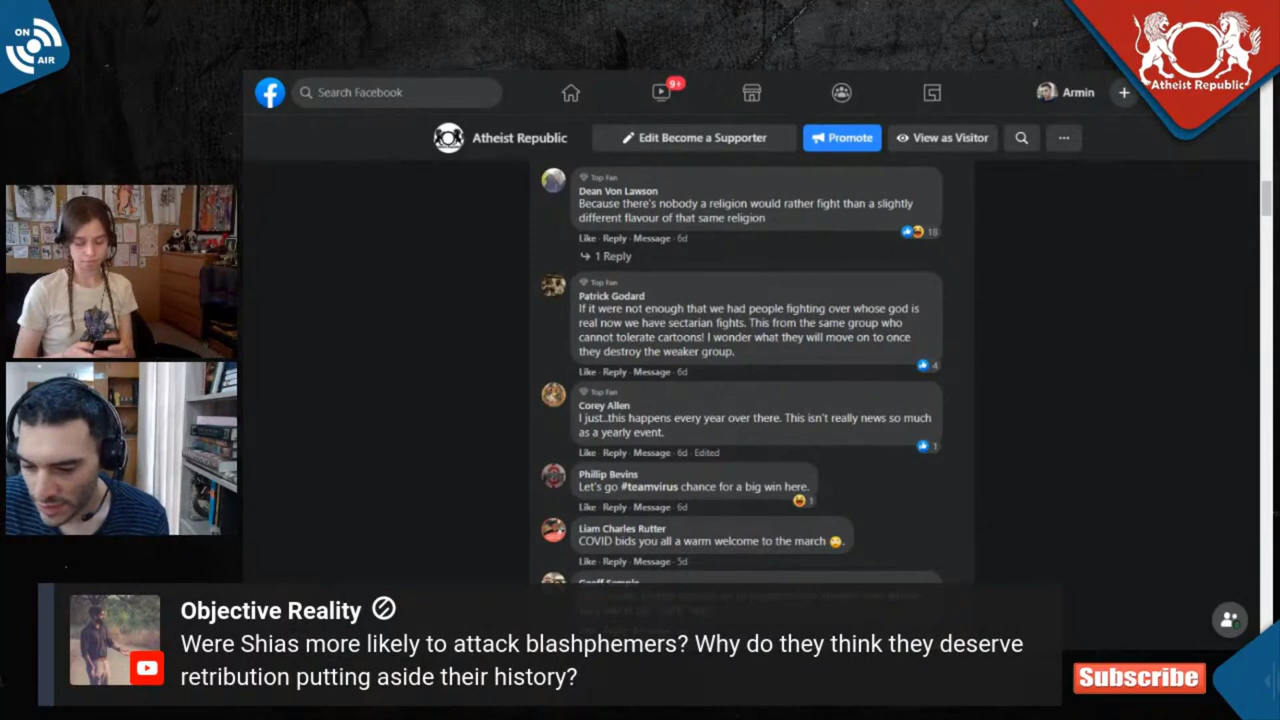 ON
AIR
Search Facebook
9+
Armin
Atheist Republic
Atheist Republic
Edit Become a Supporter
Promote
View as Visitor
Top Fan
Dean Von Lawson
Because there's nobody a religion would rather fight than a slightly
different flavour of that same religion
18
Like · Reply · Message · 6d
1 Reply
Top Fan
Patrick Godard
If it were not enough that we had people fighting over whose god is
real now we have sectarian fights. This from the same group who
cannot tolerate cartoons! I wonder what they will move on to once
they destroy the weaker group.
4
Like · Reply · Message · 6d
Top Fan
Corey Allen
I just..this happens every year over there. This isn't really news so much
as a yearly event.
1
Like · Reply · Message · 6d · Edited
Phillip Bevins
Let's go #teamvirus chance for a big win here.
1
Like · Reply · Message · 6d
Liam Charles Rutter
COVID bids you all a warm welcome to the march 🙄.
Like · Reply · Message · 5d
Objective Reality
Were Shias more likely to attack blashphemers? Why do they think they deserve
retribution putting aside their history?
Subscribe